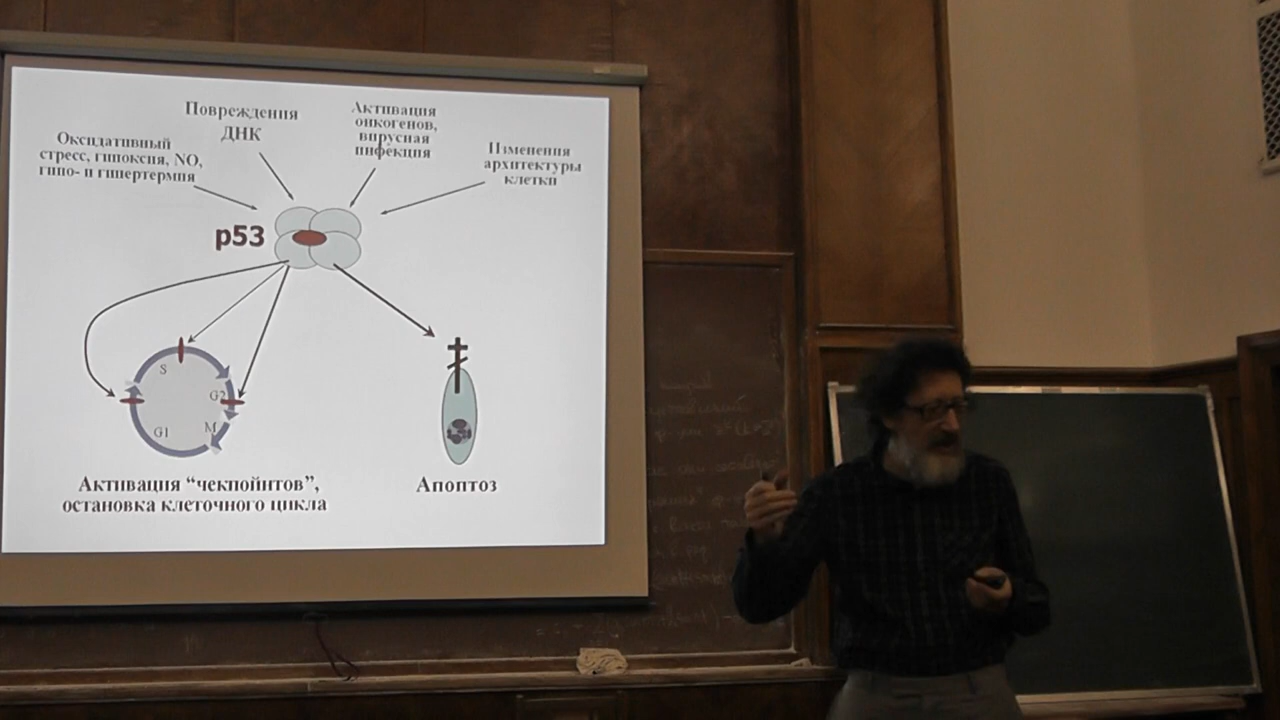 Повреждения
ДНК
Активация
онкогенов,
вирусная
инфекция
Оксидативный
стресс, гипоксия, NO,
гипо- и гипертермия
Изменения
архитектуры
клетки
p53
S
G2
M
G1
Активация “чекпойнтов”,
остановка клеточного цикла
Апоптоз